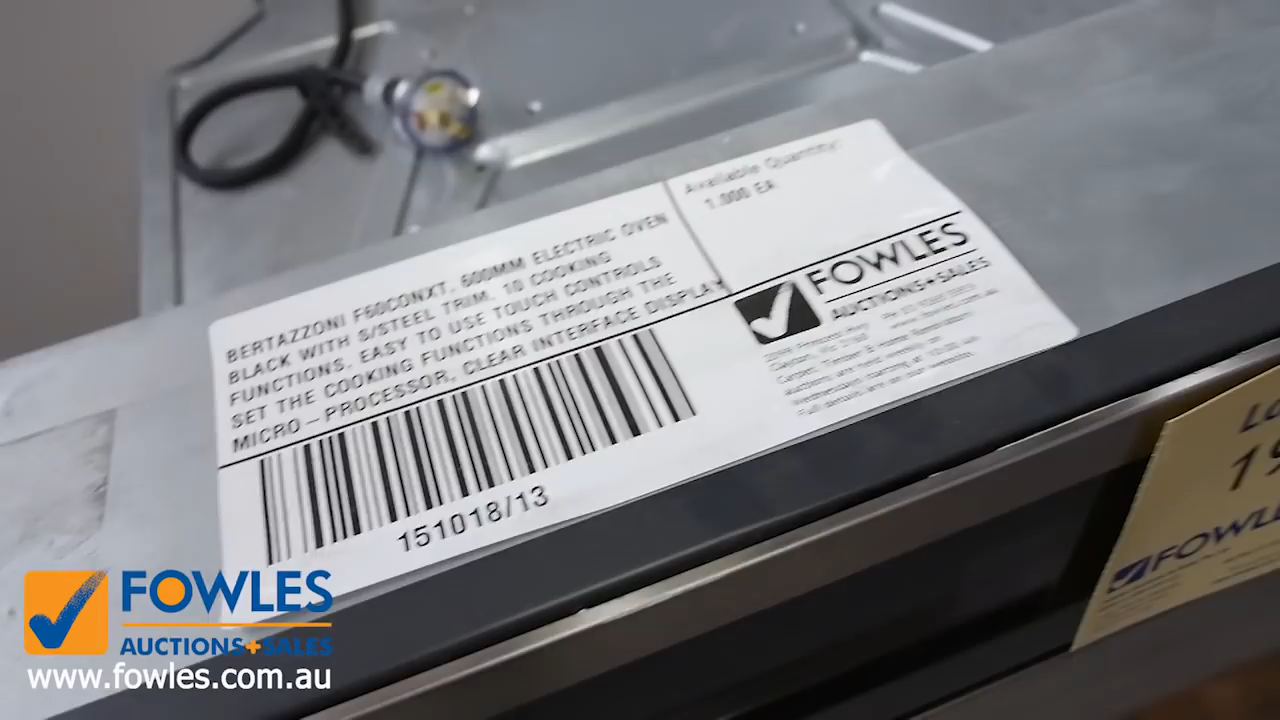 BERTAZZONI F60CONXT, 600MM ELECTRIC OVEN
BLACK WITH S/STEEL TRIM, 10 COOKING
FUNCTIONS, EASY TO USE TOUCH CONTROLS
SET THE COOKING FUNCTIONS THROUGH THE
MICRO-PROCESSOR, CLEAR INTERFACE DISPLAY
151018/13
Available Quantity:
1.000 EA
FOWLES
AUCTIONS+SALES
FOWLES
FOWLES
AUCTIONS+SALES
www.fowles.com.au